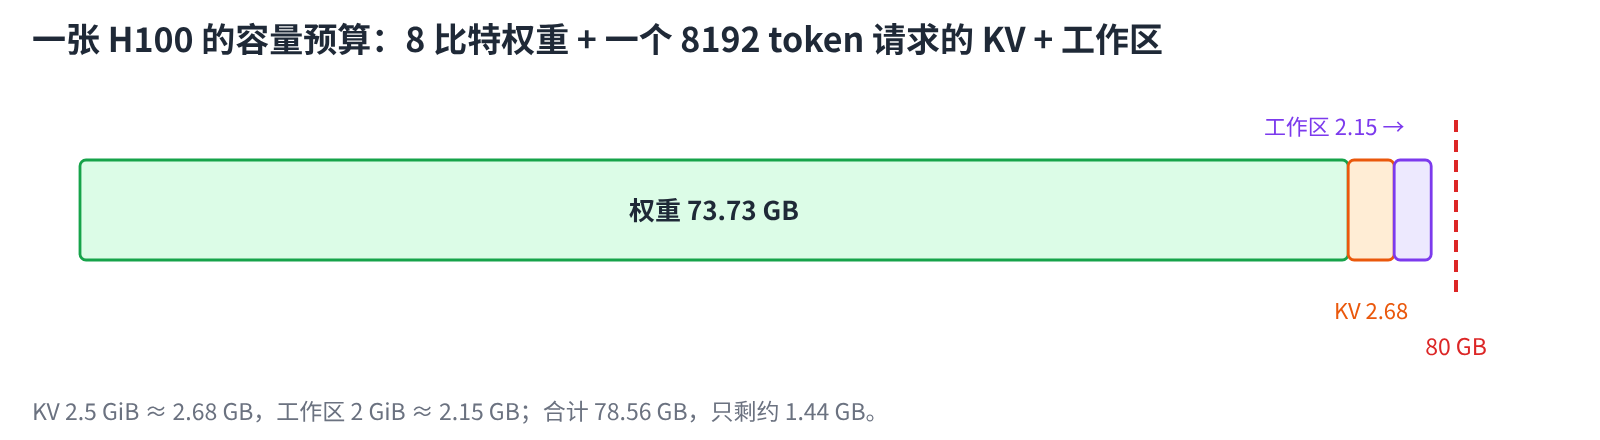 一张 H100 的容量预算：8 比特权重 + 一个 8192 token 请求的 KV + 工作区
工作区 2.15 →
权重 73.73 GB
KV 2.68
80 GB
KV 2.5 GiB ≈ 2.68 GB，工作区 2 GiB ≈ 2.15 GB；合计 78.56 GB，只剩约 1.44 GB。